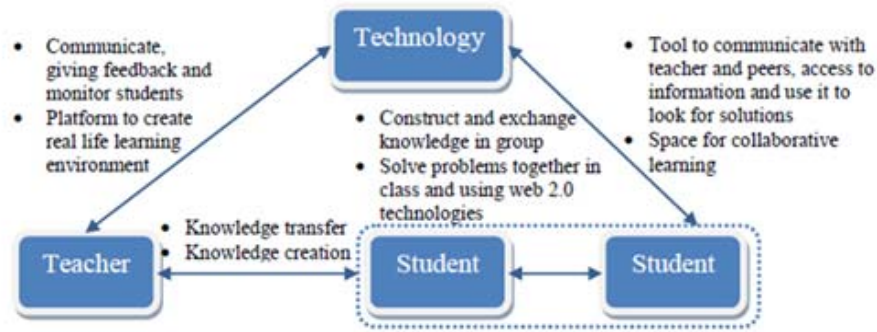 Technology
• Communicate,
giving feedback and
monitor students
• Platform to create
real life learning
environment
• Tool to communicate with
teacher and peers, access to
information and use it to
look for solutions
• Space for collaborative
learning
• Construct and exchange
knowledge in group
• Solve problems together in
class and using web 2.0
technologies
• Knowledge transfer
• Knowledge creation
Teacher
Student
Student